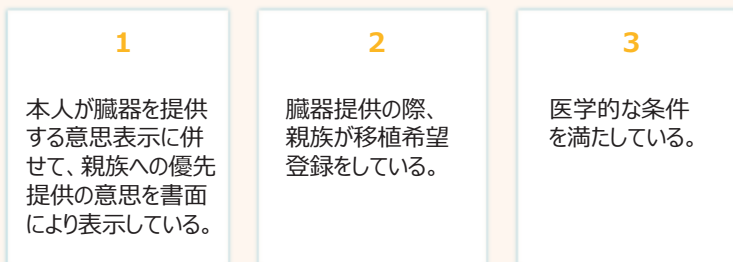 1
本人が臓器を提供
する意思表示に併
せて、親族への優先
提供の意思を書面
により表示している。
2
臓器提供の際、
親族が移植希望
登録をしている。
3
医学的な条件
を満たしている。